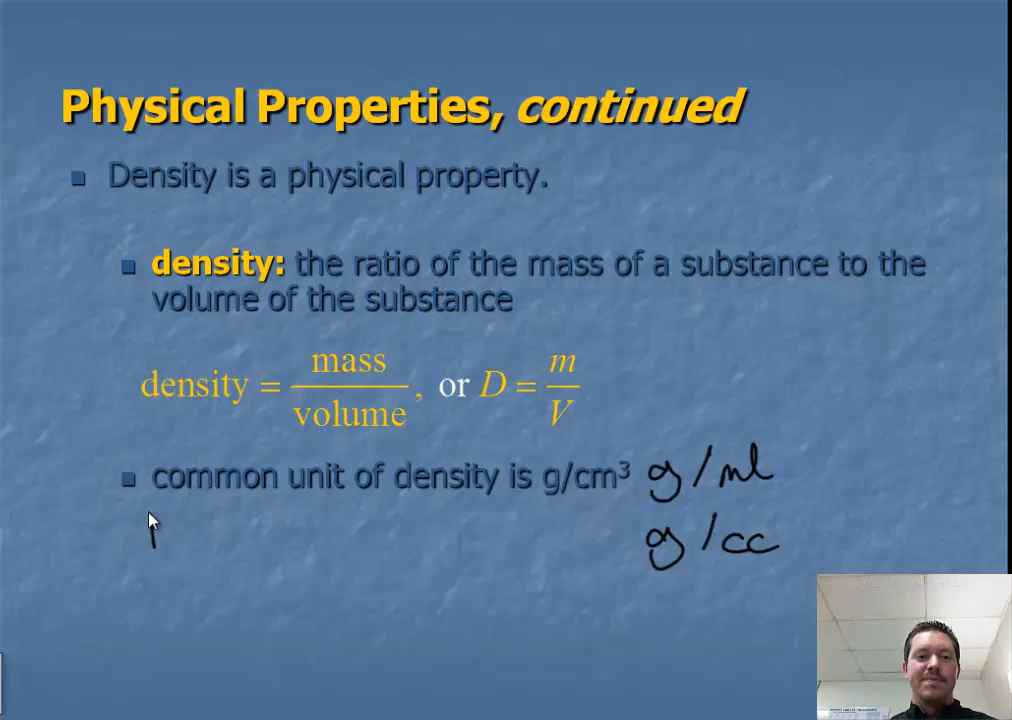 Physical Properties, continued
Density is a physical property.
density: the ratio of the mass of a substance to the
volume of the substance
density = mass / volume, or D = m / V
common unit of density is g/cm³ g/ml
g/cc